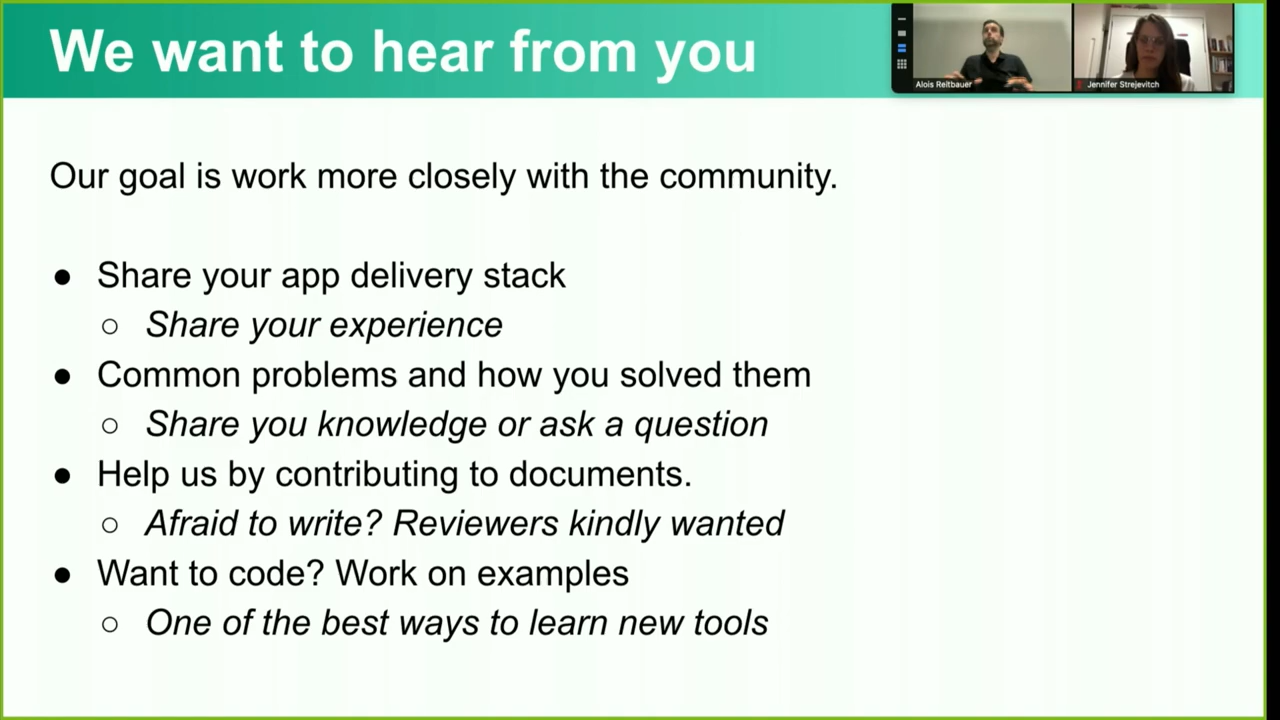 We want to hear from you
Alois Reitbauer
Jennifer Strejevitch
Our goal is work more closely with the community.
● Share your app delivery stack
○ Share your experience
● Common problems and how you solved them
○ Share you knowledge or ask a question
● Help us by contributing to documents.
○ Afraid to write? Reviewers kindly wanted
● Want to code? Work on examples
○ One of the best ways to learn new tools